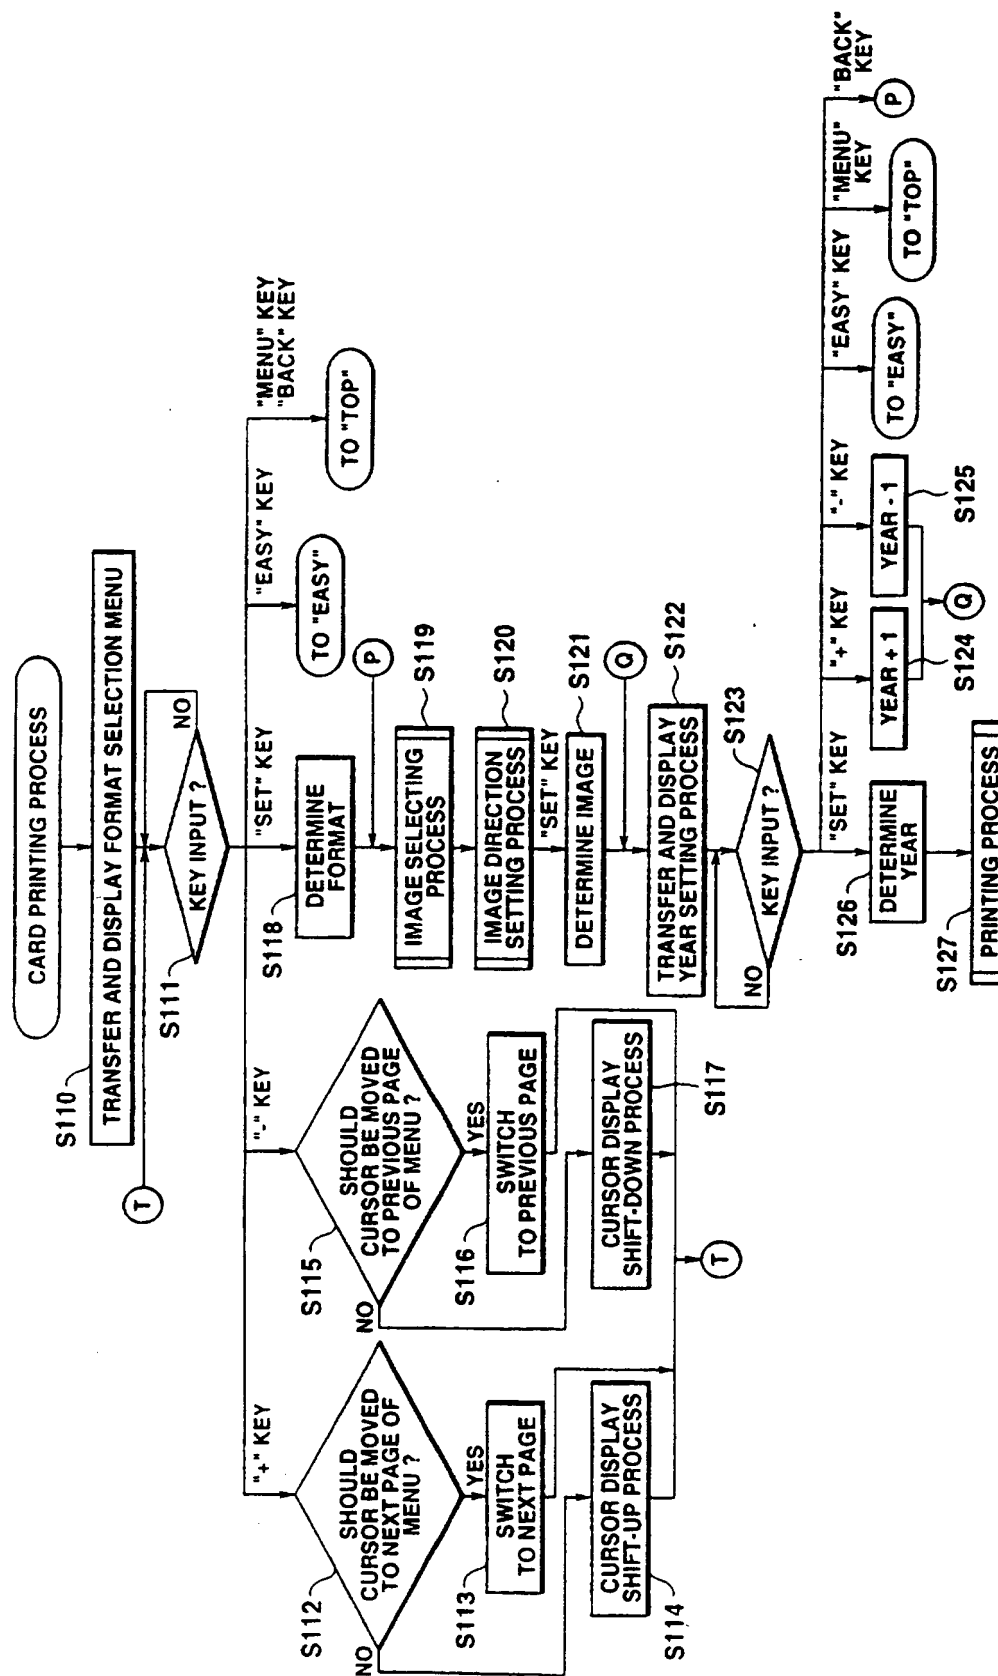 CARD PRINTING PROCESS
S110
TRANSFER AND DISPLAY FORMAT SELECTION MENU
T
S111
KEY INPUT ?
NO
"+" KEY
"-" KEY
"SET" KEY
"EASY" KEY
"MENU" KEY
"BACK" KEY
S112
SHOULD
CURSOR BE MOVED
TO NEXT PAGE OF
MENU ?
NO
YES
S113
SWITCH
TO NEXT PAGE
S114
CURSOR DISPLAY
SHIFT-UP PROCESS
S115
SHOULD
CURSOR BE MOVED
TO PREVIOUS PAGE
OF MENU ?
NO
YES
S116
SWITCH
TO PREVIOUS PAGE
CURSOR DISPLAY
SHIFT-DOWN PROCESS
S117
T
S118
DETERMINE
FORMAT
TO "EASY"
TO "TOP"
P
IMAGE SELECTING
PROCESS
S119
IMAGE DIRECTION
SETTING PROCESS
S120
"SET" KEY
DETERMINE IMAGE
S121
Q
TRANSFER AND DISPLAY
YEAR SETTING PROCESS
S122
KEY INPUT ?
S123
NO
"SET" KEY
"+" KEY
"-" KEY
"EASY" KEY
"MENU"
KEY
"BACK"
KEY
S126
DETERMINE
YEAR
YEAR + 1
S124
YEAR - 1
S125
Q
TO "EASY"
TO "TOP"
P
S127
PRINTING PROCESS